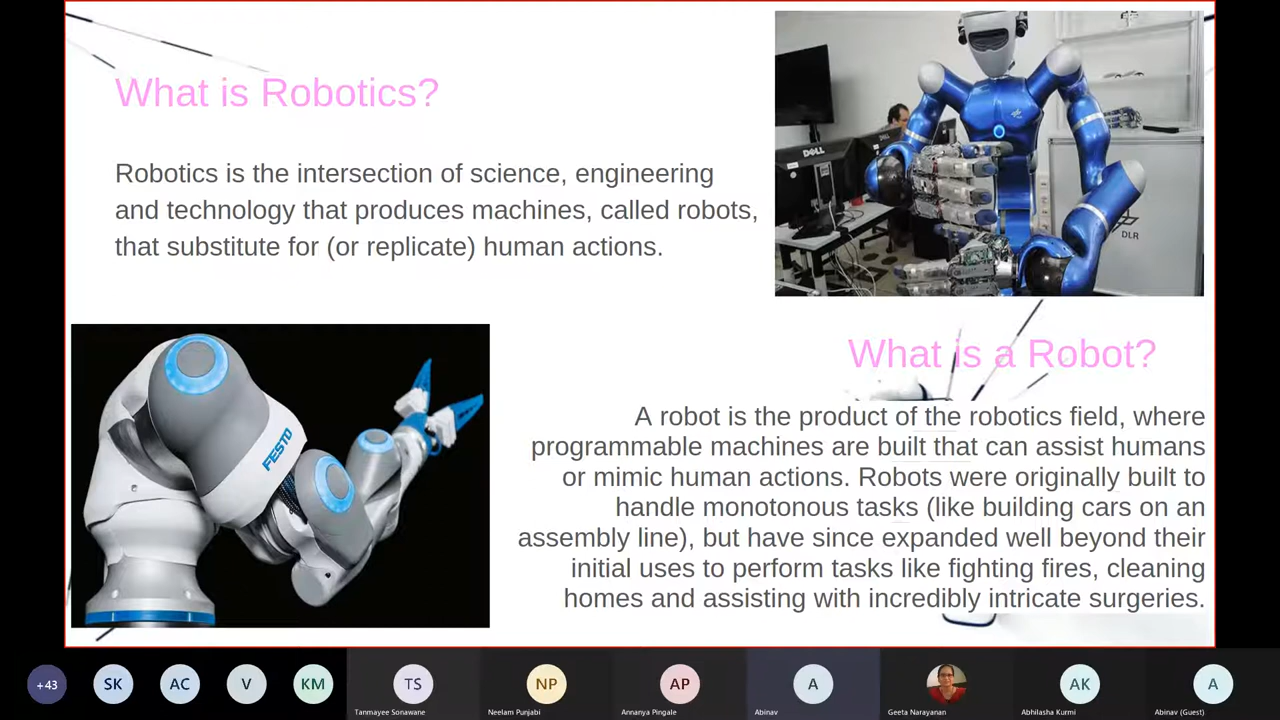 What is Robotics?
Robotics is the intersection of science, engineering
and technology that produces machines, called robots,
that substitute for (or replicate) human actions.
DELL
DLR
FESTO
What is a Robot?
A robot is the product of the robotics field, where
programmable machines are built that can assist humans
or mimic human actions. Robots were originally built to
handle monotonous tasks (like building cars on an
assembly line), but have since expanded well beyond their
initial uses to perform tasks like fighting fires, cleaning
homes and assisting with incredibly intricate surgeries.
+43
SK
AC
V
KM
TS
NP
AP
A
AK
A
Tanmayee Sonawane
Neelam Punjabi
Annanya Pingale
Abinav
Geeta Narayanan
Abhilasha Kurmi
Abinav (Guest)